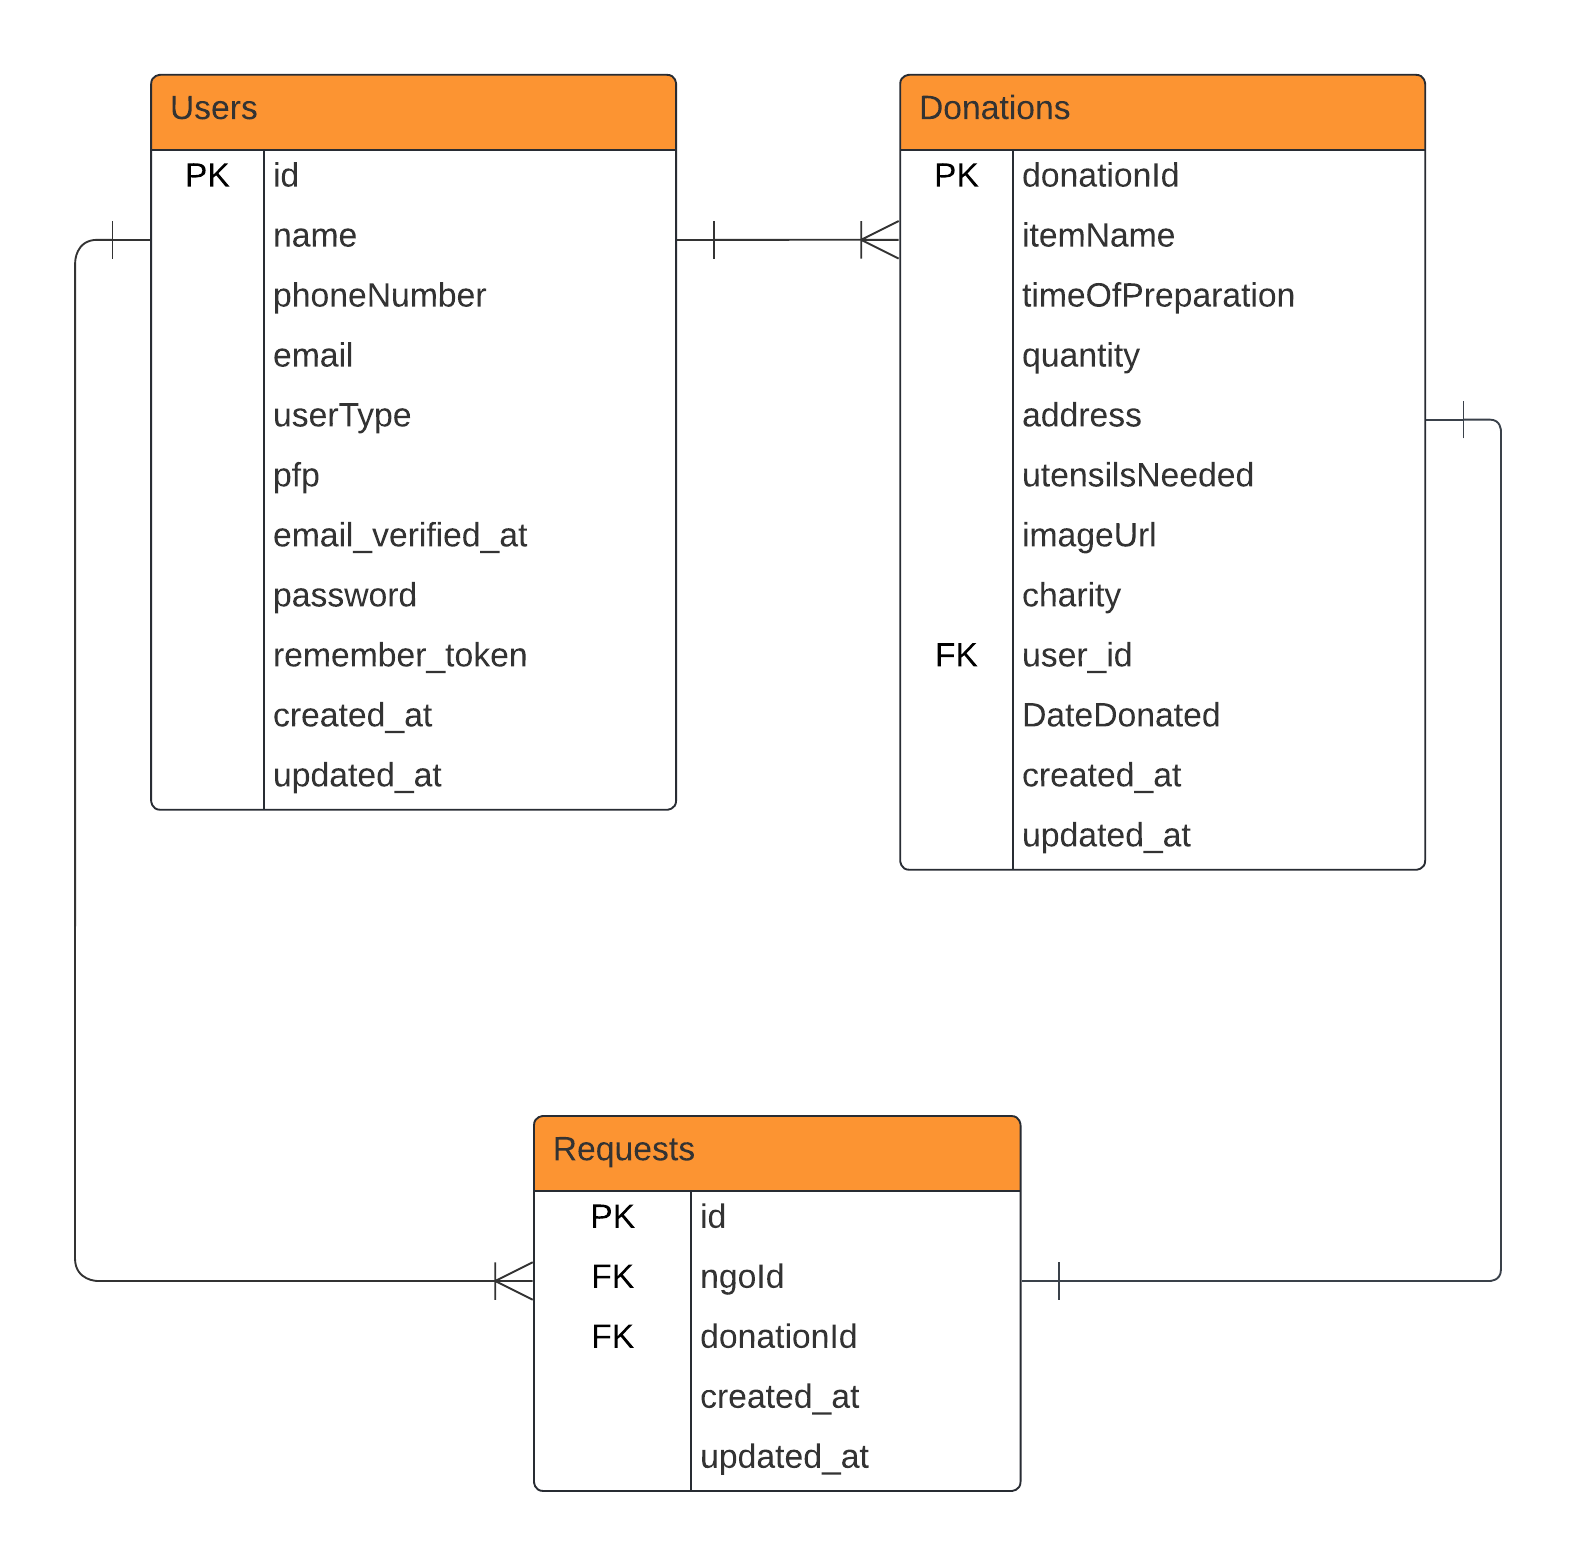 Users
PK id
name
phoneNumber
email
userType
pfp
email_verified_at
password
remember_token
created_at
updated_at
Donations
PK donationId
itemName
timeOfPreparation
quantity
address
utensilsNeeded
imageUrl
charity
FK user_id
DateDonated
created_at
updated_at
Requests
PK id
FK ngoId
FK donationId
created_at
updated_at